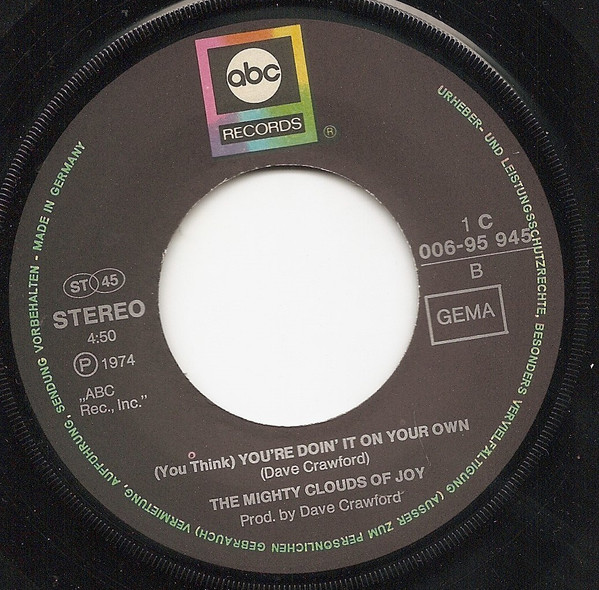 abc
RECORDS
®
URHEBER- UND LEISTUNGSSCHUTZRECHTE, BESONDERS VERVIELFÄLTIGUNG (AUSSER ZUM PERSÖNLICHEN GEBRAUCH) VERMIETUNG, AUFFÜHRUNG, SENDUNG VORBEHALTEN - MADE IN GERMANY
1 C
006-95 945
B
GEMA
ST 45
STEREO
4:50
Ⓟ 1974
„ABC
Rec., Inc."
(You Think) YOU'RE DOIN' IT ON YOUR OWN
(Dave Crawford)
THE MIGHTY CLOUDS OF JOY
Prod. by Dave Crawford